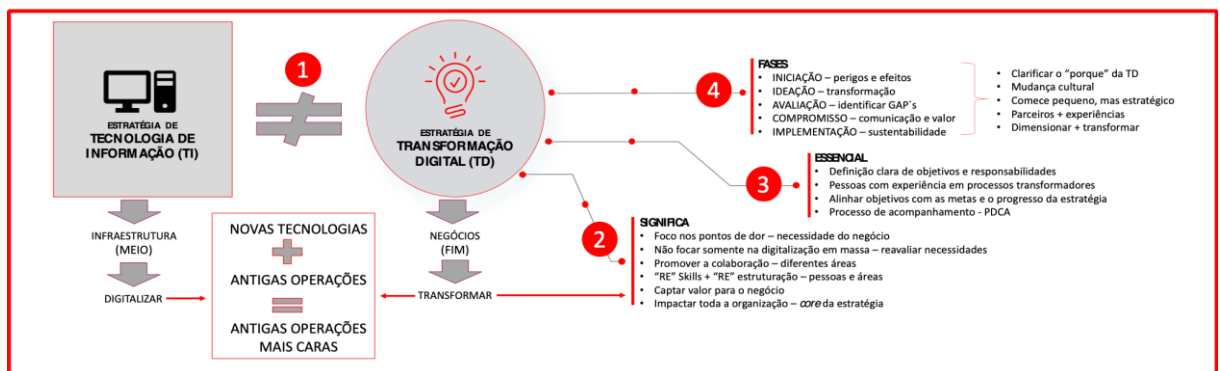 ESTRATÉGIA DE
TECNOLOGIA DE
INFORMAÇÃO (TI)
1
ESTRATÉGIA DE
TRANSFORMAÇÃO
DIGITAL (TD)
INFRAESTRUTURA
(MEIO)
DIGITALIZAR
NOVAS TECNOLOGIAS
+
ANTIGAS OPERAÇÕES
=
ANTIGAS OPERAÇÕES
MAIS CARAS
NEGÓCIOS
(FIM)
TRANSFORMAR
2
SIGNIFICA
• Foco nos pontos de dor – necessidade do negócio
• Não focar somente na digitalização em massa – reavaliar necessidades
• Promover a colaboração – diferentes áreas
• “RE” Skills + “RE” estruturação – pessoas e áreas
• Captar valor para o negócio
• Impactar toda a organização – core da estratégia
3
ESSENCIAL
• Definição clara de objetivos e responsabilidades
• Pessoas com experiência em processos transformadores
• Alinhar objetivos com as metas e o progresso da estratégia
• Processo de acompanhamento - PDCA
4
FASES
• INICIAÇÃO – perigos e efeitos
• IDEAÇÃO – transformação
• AVALIAÇÃO – identificar GAP´s
• COMPROMISSO – comunicação e valor
• IMPLEMENTAÇÃO – sustentabilidade
• Clarificar o “porque” da TD
• Mudança cultural
• Comece pequeno, mas estratégico
• Parceiros + experiências
• Dimensionar + transformar